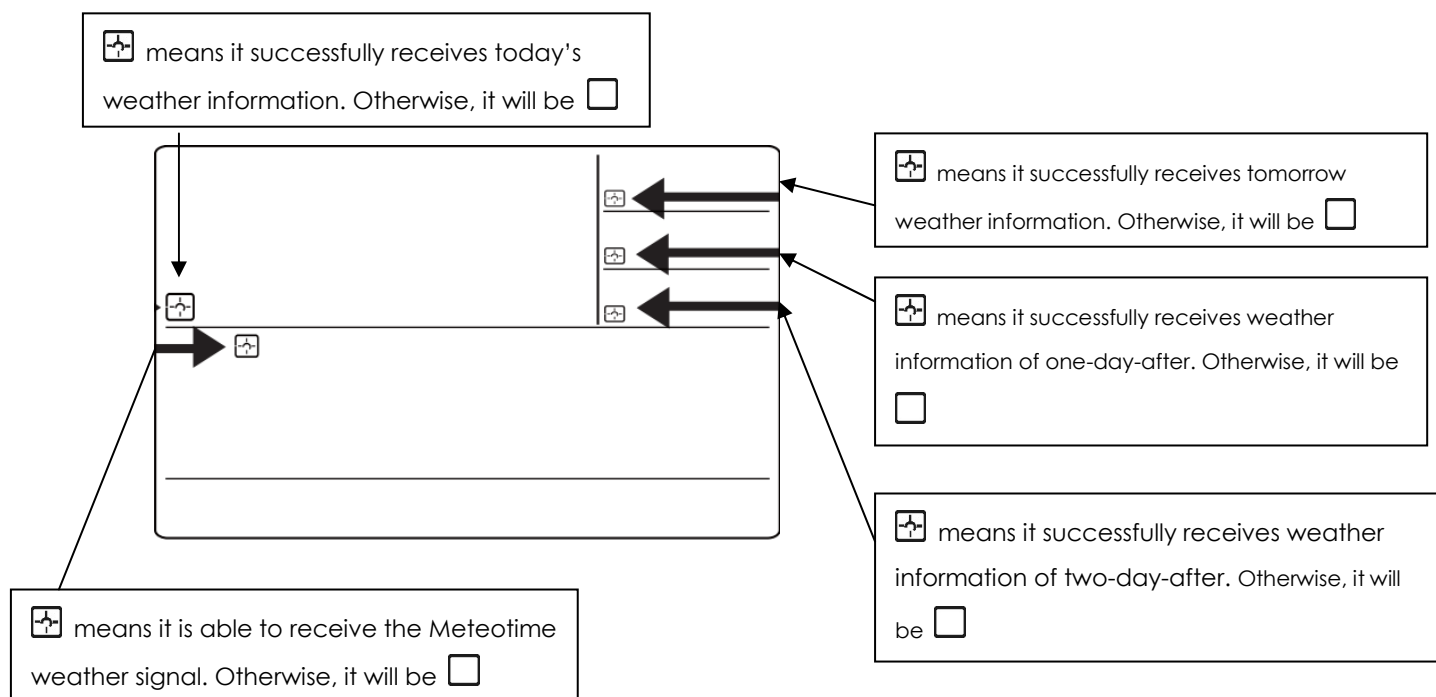 means it successfully receives today's
weather information. Otherwise, it will be
means it successfully receives tomorrow
weather information. Otherwise, it will be
means it successfully receives weather
information of one-day-after. Otherwise, it will be
means it successfully receives weather
information of two-day-after. Otherwise, it will
be
means it is able to receive the Meteotime
weather signal. Otherwise, it will be